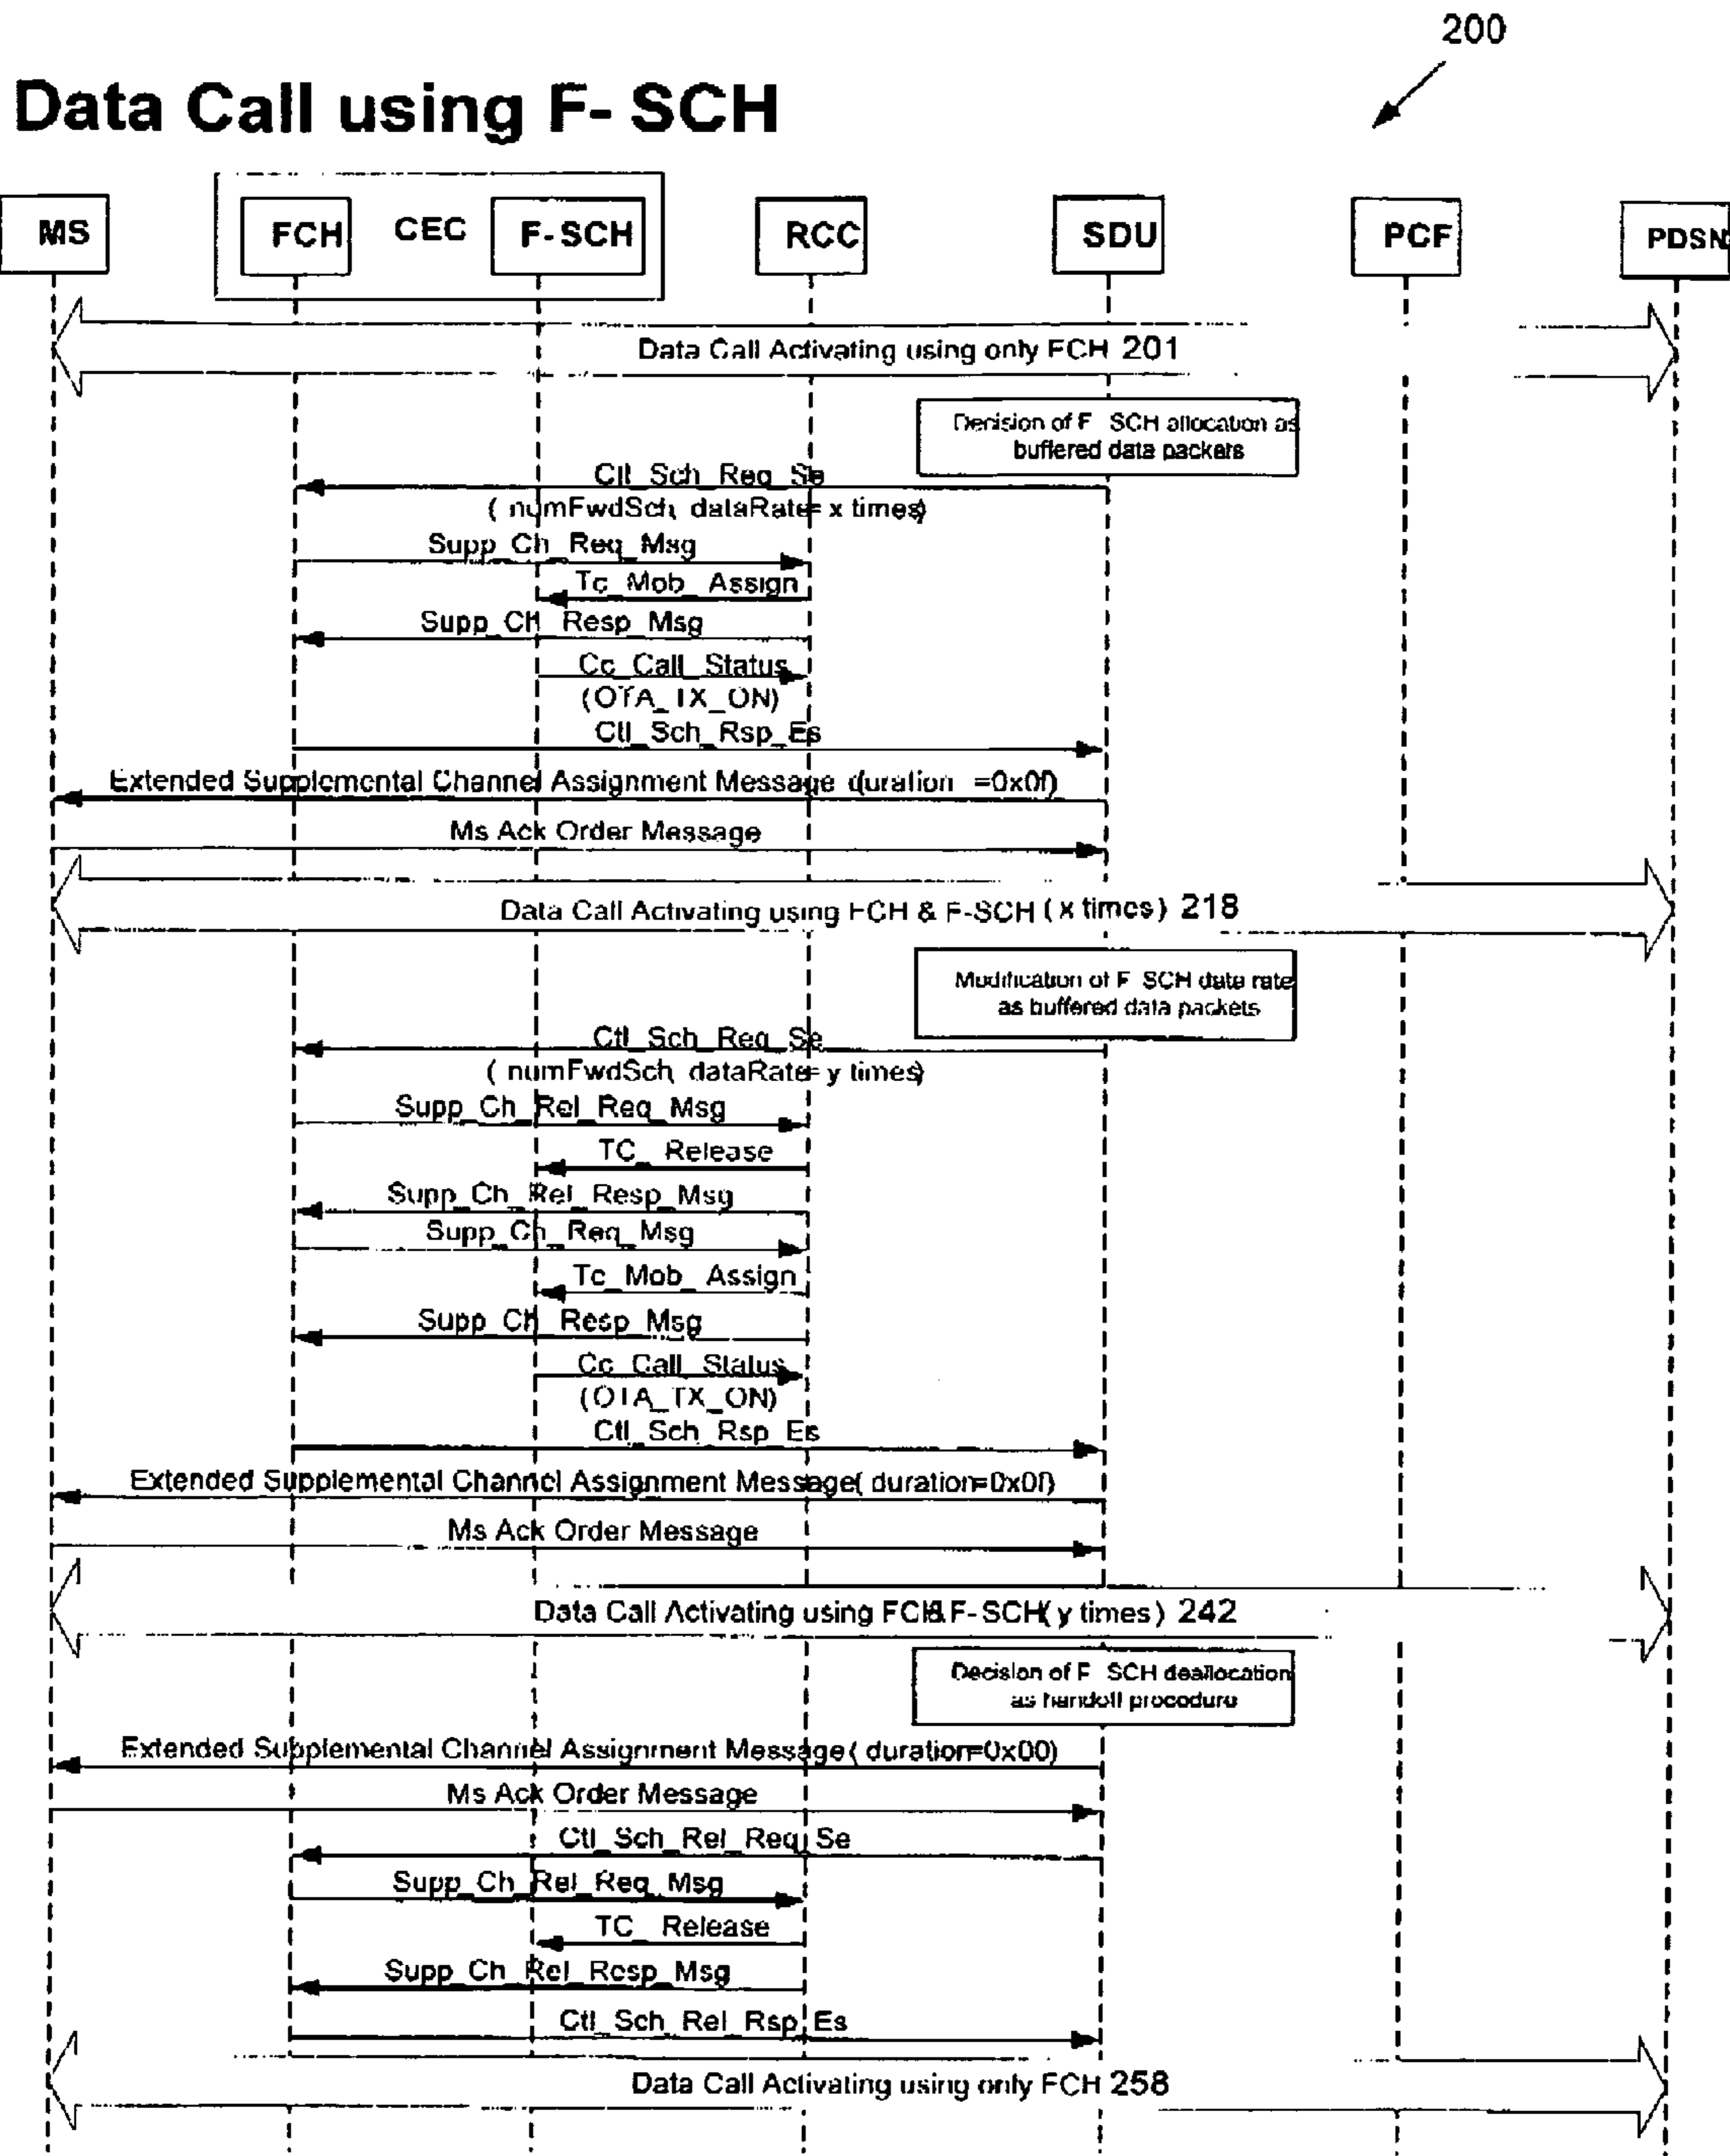 200
Data Call using F- SCH
MS
FCH
CEC
F- SCH
RCC
SDU
PCF
PDSN
Data Call Activating using only FCH 201
Decision of F SCH allocation as
buffered data packets
Ctl_Sch_Req_Se
( numFwdSch, dataRate= x times)
Supp_Ch_Req_Msg
Tc_Mob_Assign
Supp_CH_Resp_Msg
Cc_Call_Status
(OTA_TX_ON)
Ctl_Sch_Rsp_Es
Extended Supplemental Channel Assignment Message (duration =0x0f)
Ms Ack Order Message
Data Call Activating using FCH & F-SCH ( x times ) 218
Modification of F SCH data rate
as buffered data packets
Ctl_Sch_Req_Se
( numFwdSch, dataRate= y times)
Supp_Ch_Rel_Req_Msg
TC_ Release
Supp_Ch_Rel_Resp_Msg
Supp_Ch_Req_Msg
Tc_Mob_Assign
Supp_CH_Resp_Msg
Cc_Call_Status
(OTA_TX_ON)
Ctl_Sch_Rsp_Es
Extended Supplemental Channel Assignment Message( duration=0x0f)
Ms Ack Order Message
Data Call Activating using FCH& F- SCH( y times ) 242
Decision of F SCH deallocation
as handoff procedure
Extended Supplemental Channel Assignment Message ( duration=0x00)
Ms Ack Order Message
Ctl_Sch_Rel_Req_Se
Supp_Ch_Rel_Req_Msg
TC_ Release
Supp_Ch_Rel_Resp_Msg
Ctl_Sch_Rel_Rsp_Es
Data Call Activating using only FCH 258